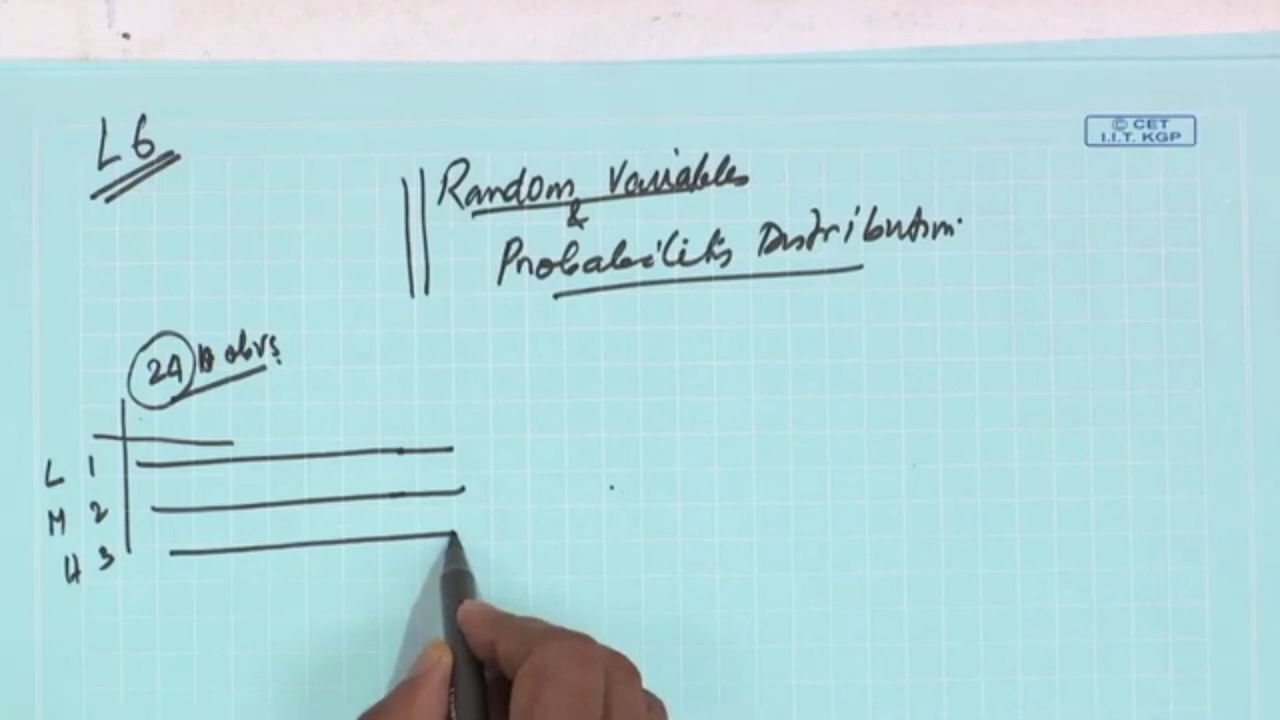 L6
© CET
I.I.T. KGP
Random Variables
&
Probability Distribution.
24 obvs.
L 1
M 2
H 3